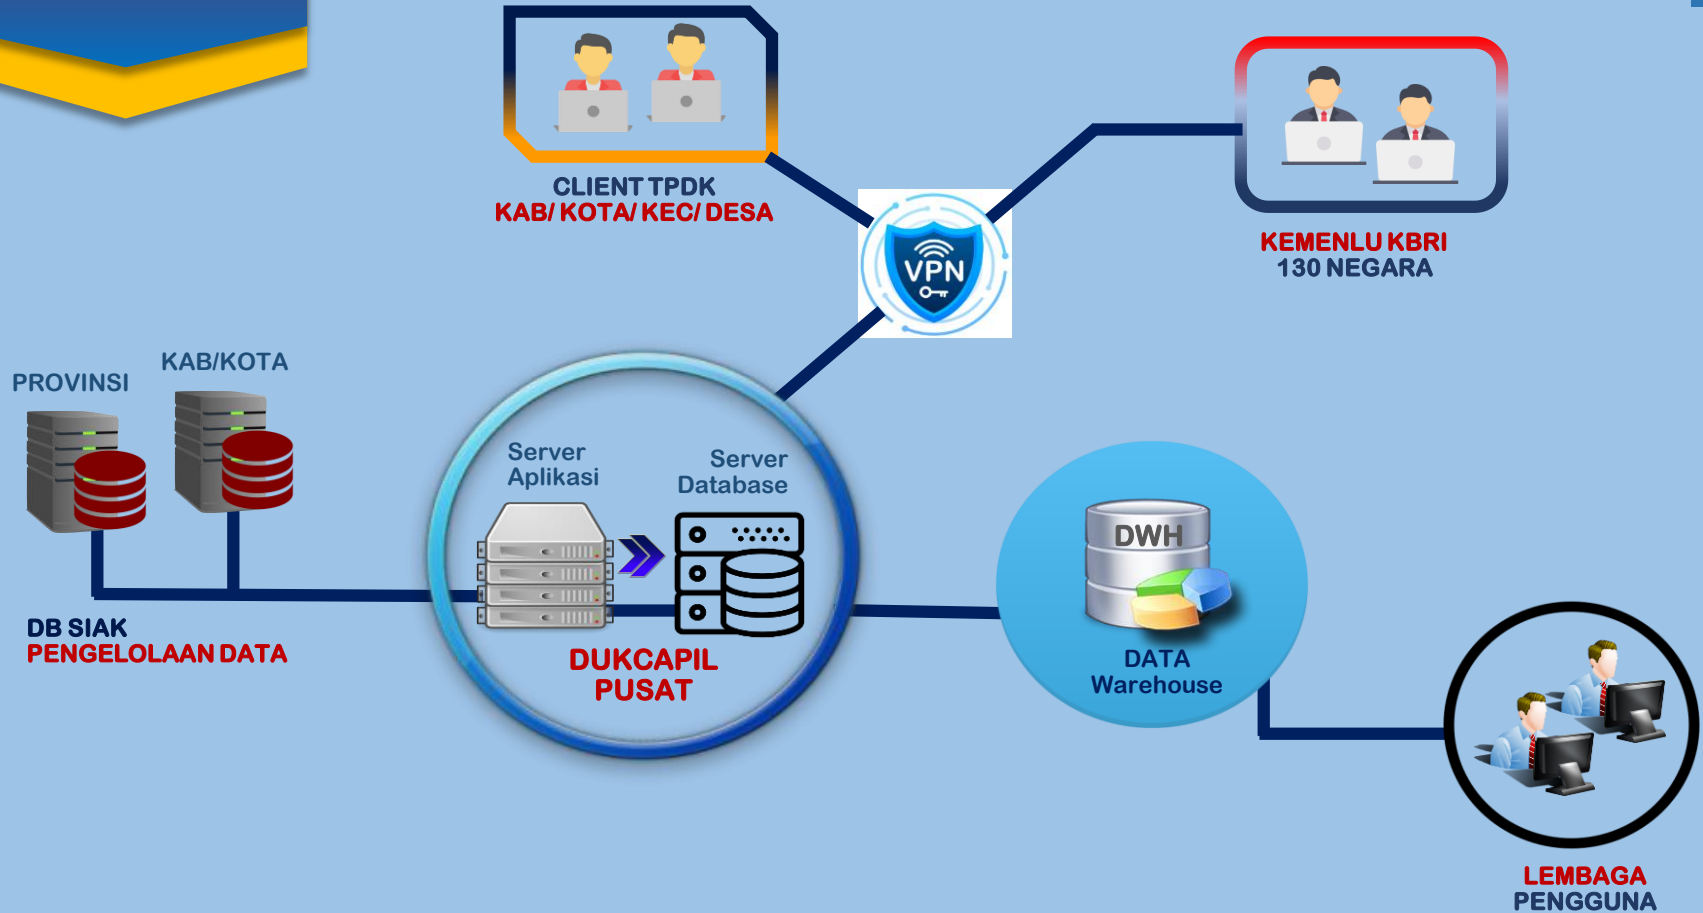 CLIENT TPDK
KAB/ KOTA/ KEC/ DESA
KEMENLU KBRI
130 NEGARA
VPN
PROVINSI
KAB/KOTA
DB SIAK
PENGELOLAAN DATA
Server
Aplikasi
Server
Database
DUKCAPIL
PUSAT
DWH
DATA
Warehouse
LEMBAGA
PENGGUNA